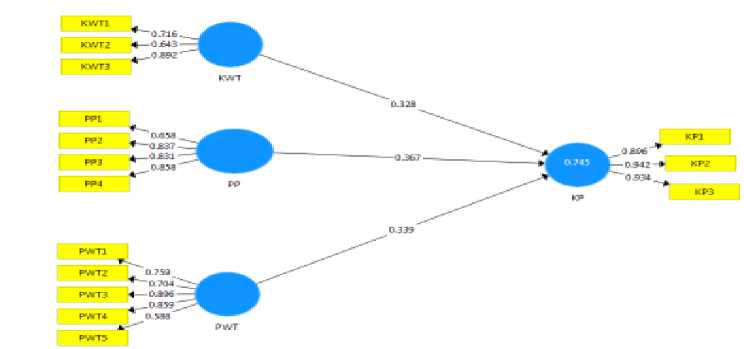 KWT1
0.716
KWT2
0.643
KWT3
0.892
KWT
0.328
PP1
0.658
PP2
0.837
PP3
0.831
PP4
0.858
PP
0.367
0.745
KP
KP1
0.896
KP2
0.942
KP3
0.934
0.339
PWT1
0.759
PWT2
0.704
PWT3
0.896
PWT4
0.859
PWT5
0.588
PWT